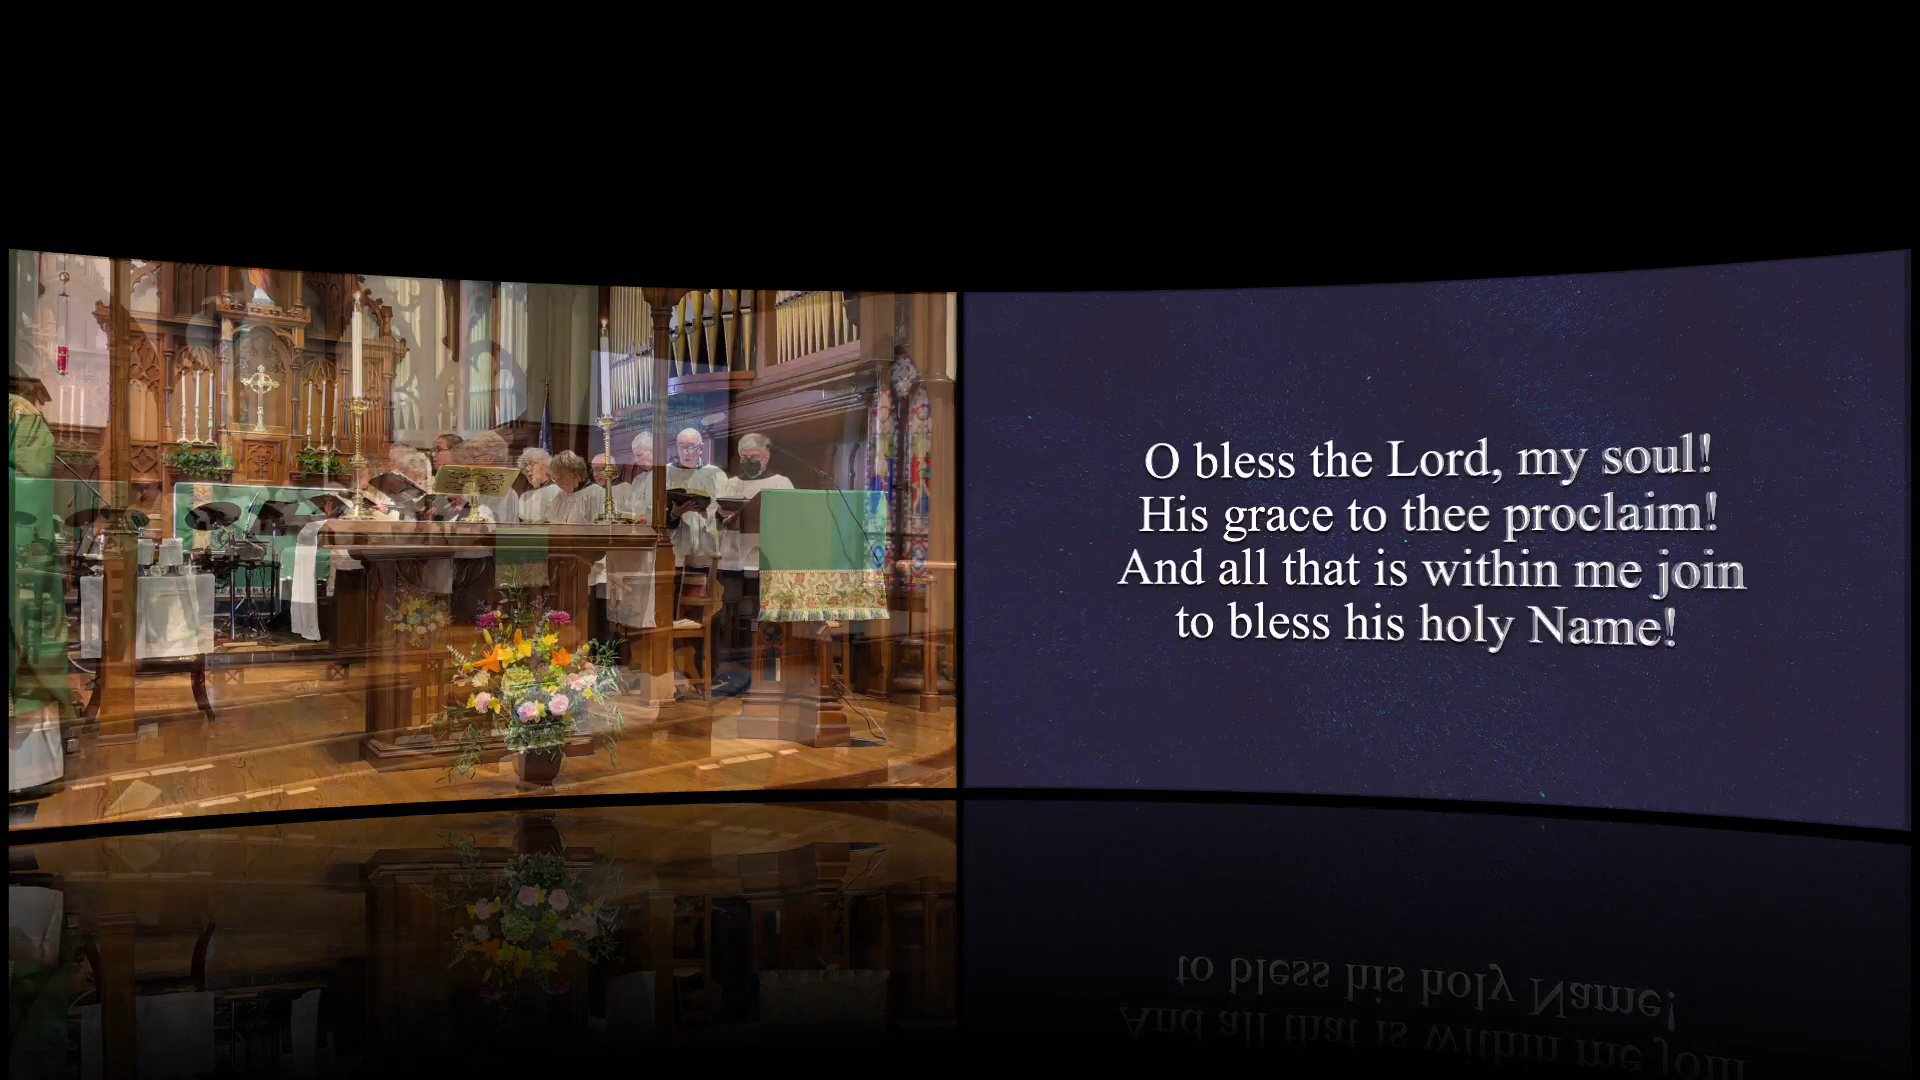 O bless the Lord, my soul!
His grace to thee proclaim!
And all that is within me join
to bless his holy Name!